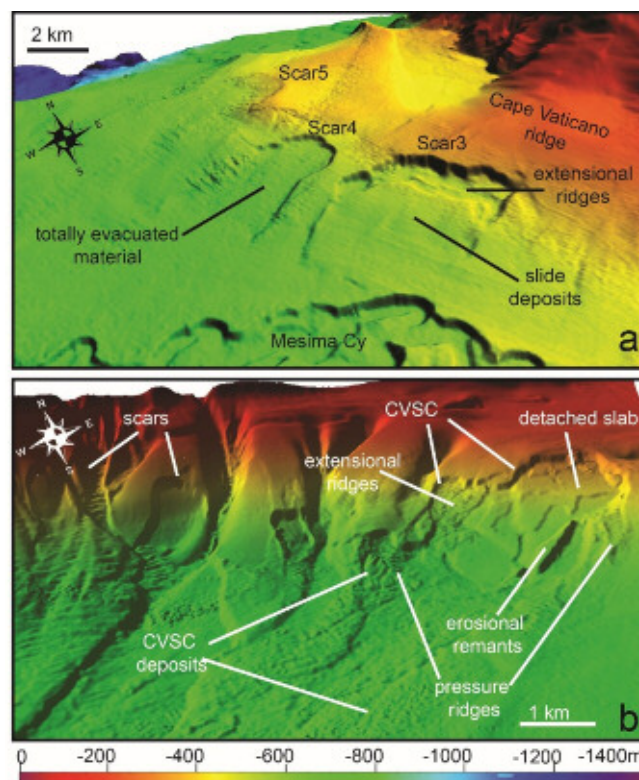 2 km
Scar5
Cape Vaticano
ridge
N
W
E
S
Scar4
Scar3
extensional
ridges
totally evacuated
material
slide
deposits
Mesima Cy
a
N
W
E
S
scars
CVSC
detached slab
extensional
ridges
CVSC
deposits
erosional
remants
pressure
ridges
1 km
b
0 -200 -400 -600 -800 -1000 -1200 -1400m